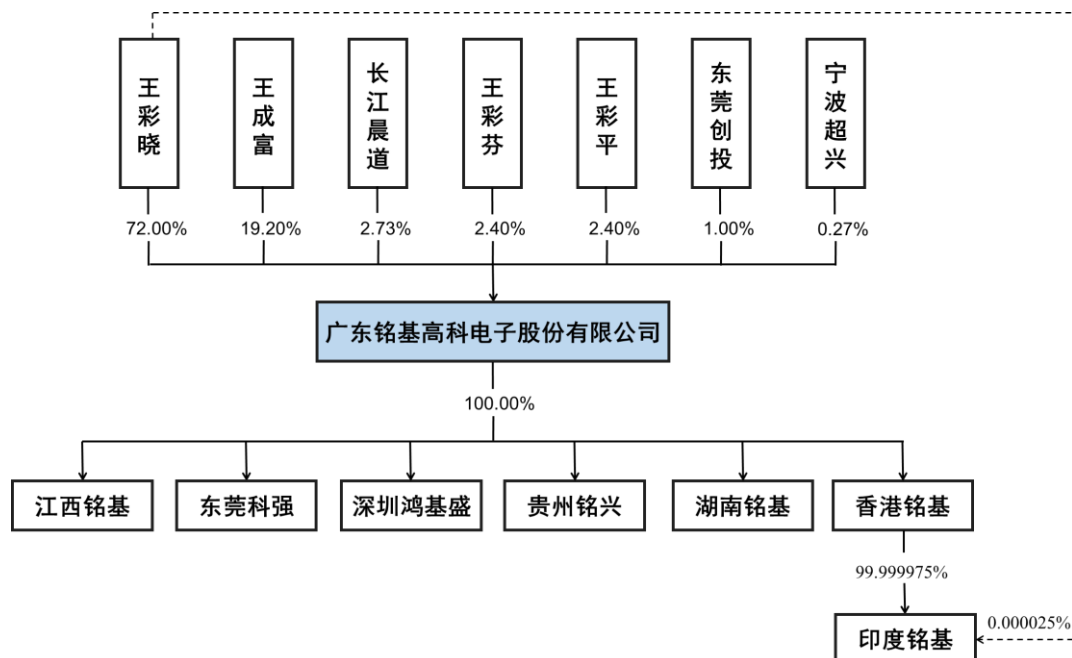 王彩晓
王成富
长江晨道
王彩芬
王彩平
东莞创投
宁波超兴
72.00%
19.20%
2.73%
2.40%
2.40%
1.00%
0.27%
广东铭基高科电子股份有限公司
100.00%
江西铭基
东莞科强
深圳鸿基盛
贵州铭兴
湖南铭基
香港铭基
99.999975%
印度铭基
0.000025%